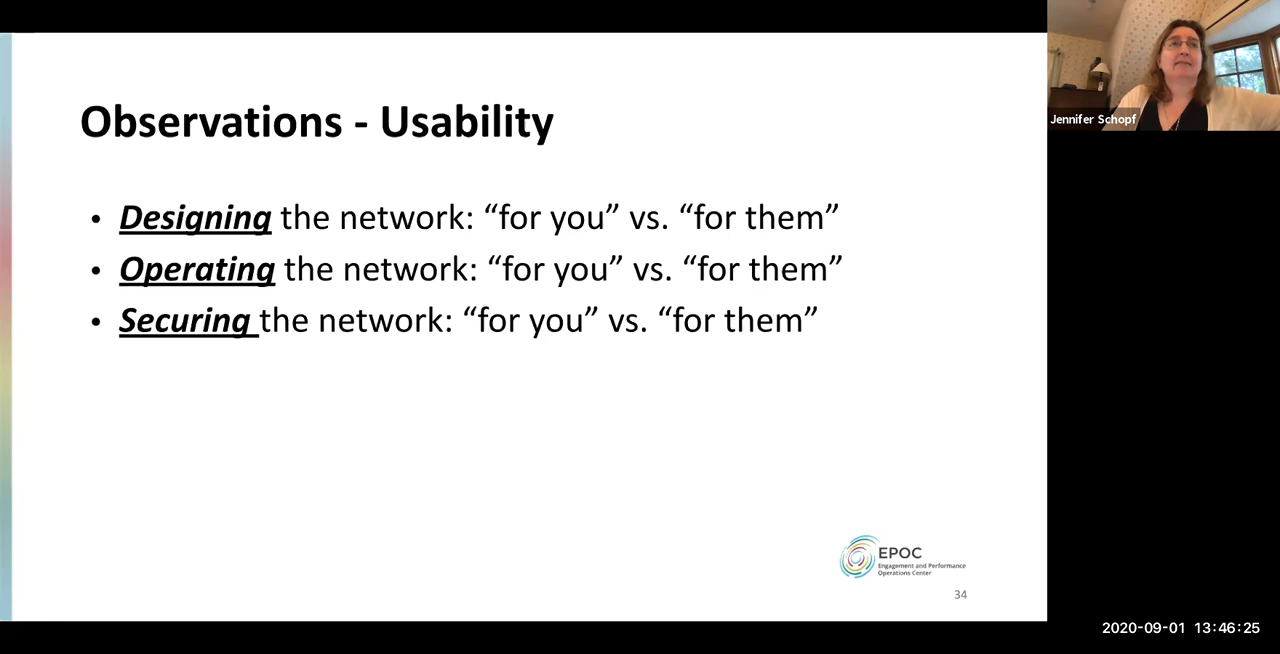 Observations - Usability
• Designing the network: “for you” vs. “for them”
• Operating the network: “for you” vs. “for them”
• Securing the network: “for you” vs. “for them”
EPOC
Engagement and Performance
Operations Center
34
Jennifer Schopf
2020-09-01 13:46:25